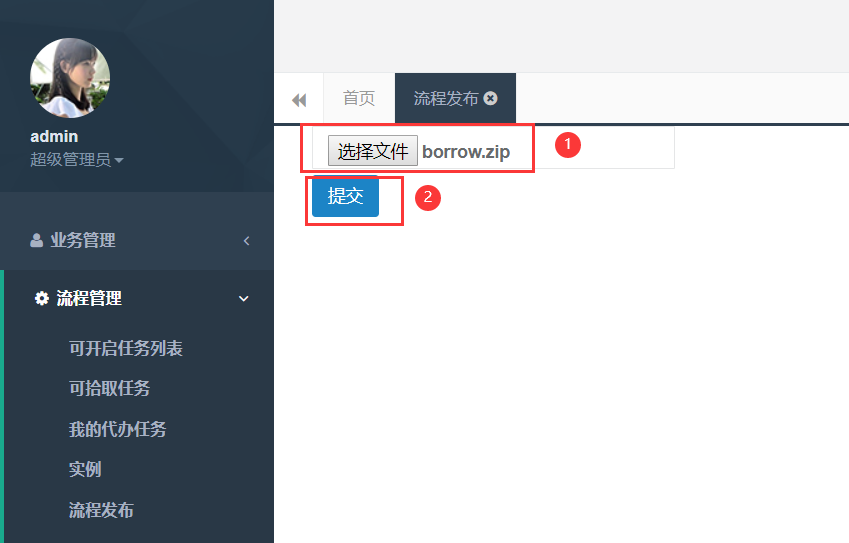 admin
超级管理员
业务管理
流程管理
可开启任务列表
可拾取任务
我的代办任务
实例
流程发布
首页
流程发布
选择文件 borrow.zip
1
提交
2